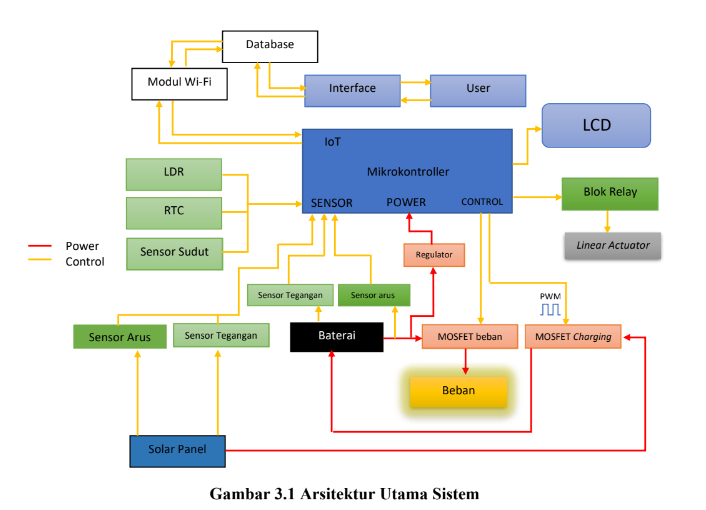 Database
Modul Wi-Fi
Interface
User
LCD
IoT
Mikrokontroller
SENSOR
POWER
CONTROL
LDR
RTC
Sensor Sudut
Blok Relay
Linear Actuator
Power
Control
Regulator
Sensor Tegangan
Sensor arus
PWM
Sensor Arus
Sensor Tegangan
Baterai
MOSFET beban
MOSFET Charging
Beban
Solar Panel
Gambar 3.1 Arsitektur Utama Sistem